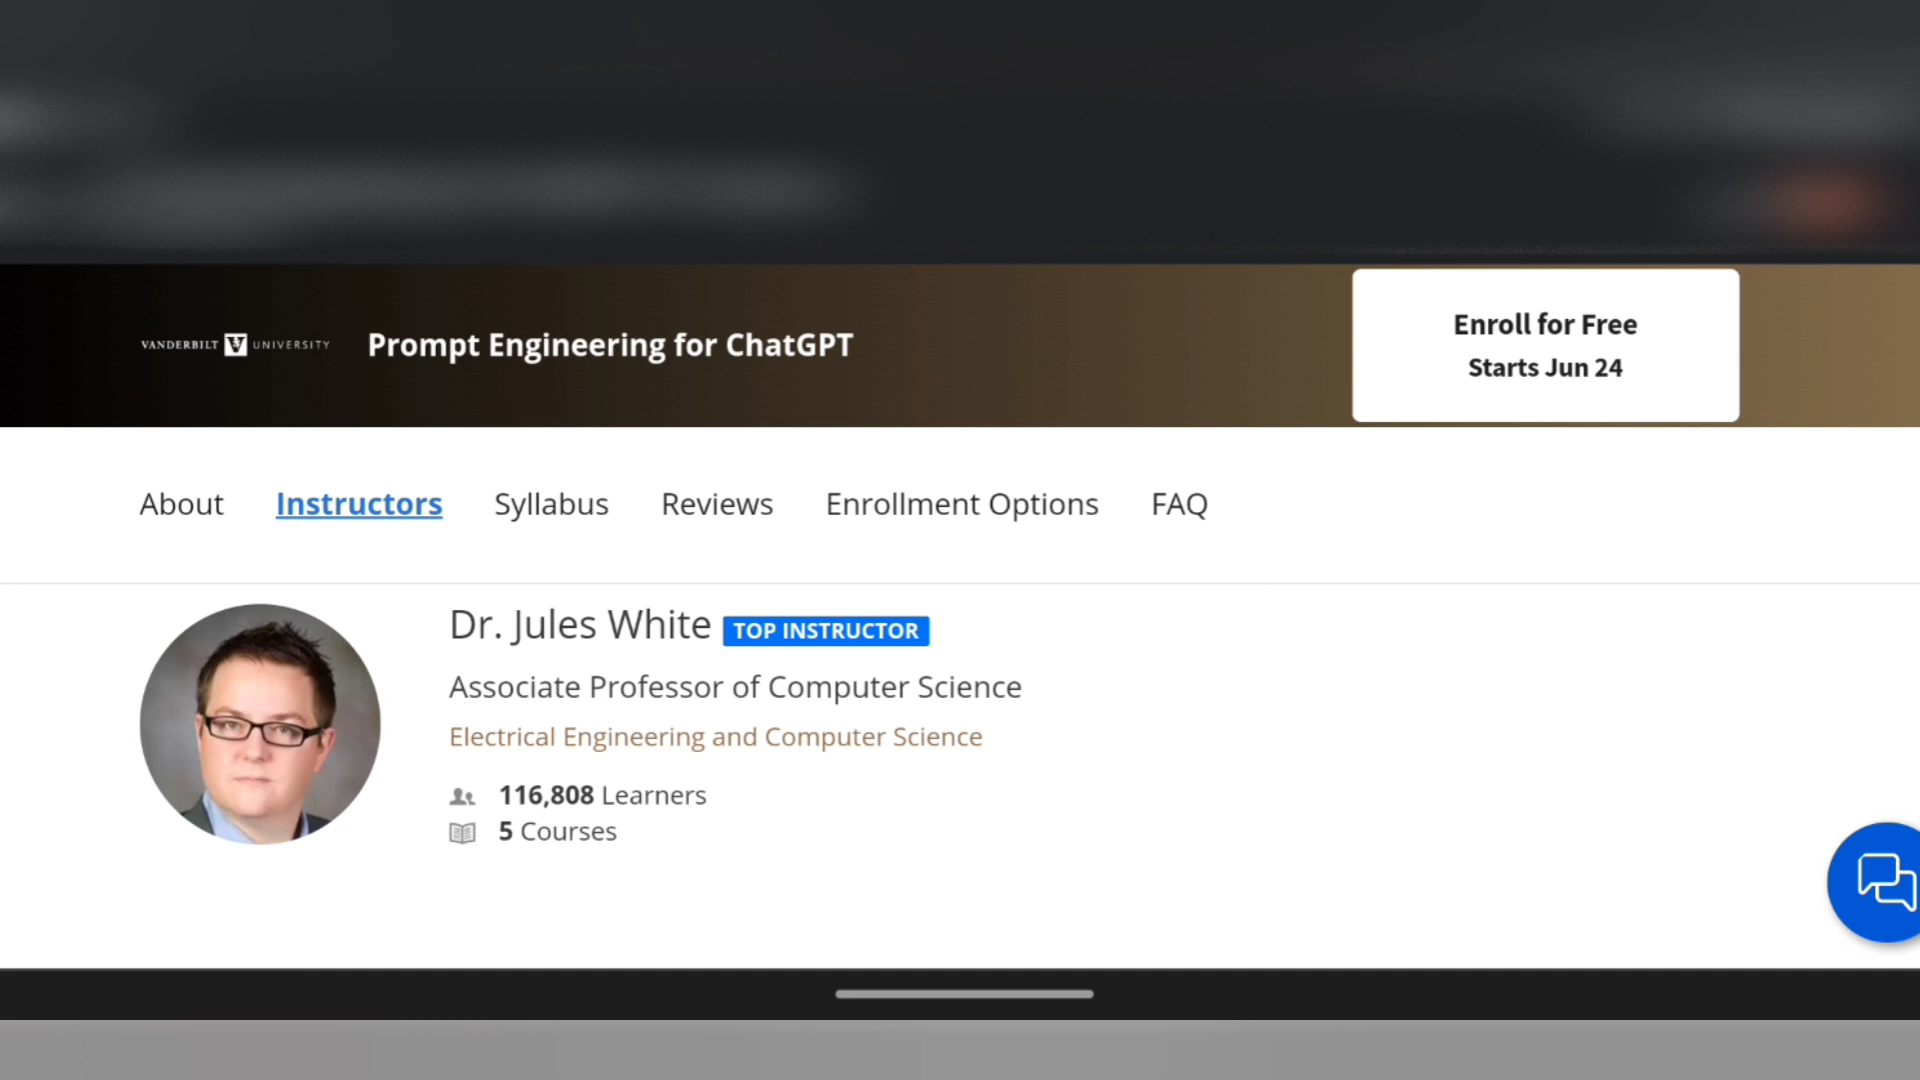 VANDERBILT V UNIVERSITY
Prompt Engineering for ChatGPT
Enroll for Free
Starts Jun 24
About Instructors Syllabus Reviews Enrollment Options FAQ
Dr. Jules White TOP INSTRUCTOR
Associate Professor of Computer Science
Electrical Engineering and Computer Science
116,808 Learners
5 Courses